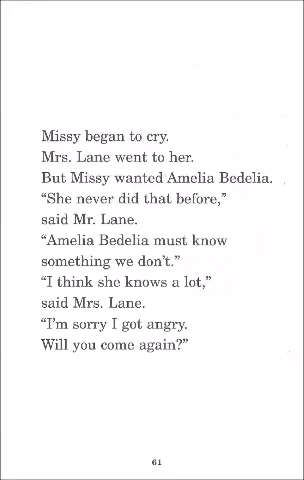 Missy began to cry.
Mrs. Lane went to her.
But Missy wanted Amelia Bedelia.
“She never did that before,”
said Mr. Lane.
“Amelia Bedelia must know
something we don’t.”
“I think she knows a lot,”
said Mrs. Lane.
“I’m sorry I got angry.
Will you come again?”
61